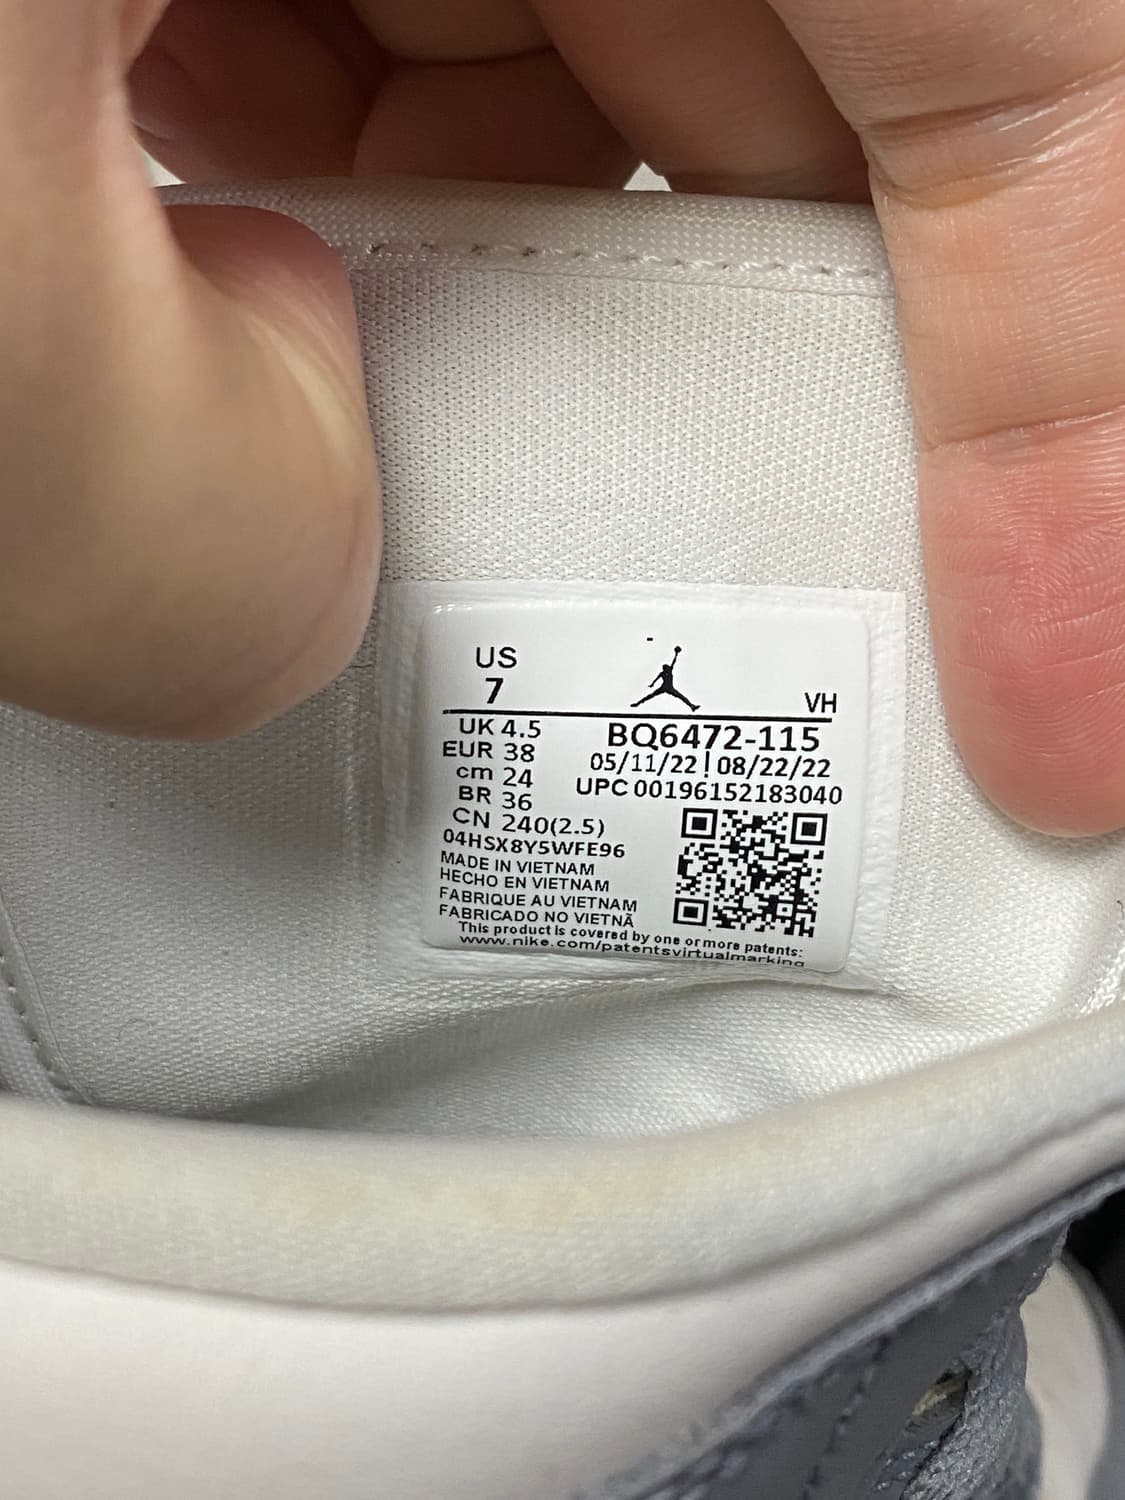 US
7
VH
UK 4.5
EUR 38
cm 24
BR 36
CN 240(2.5)
BQ6472-115
05/11/22|08/22/22
UPC 00196152183040
04HSX8Y5WFE96
MADE IN VIETNAM
HECHO EN VIETNAM
FABRIQUE AU VIETNAM
FABRICADO NO VIETNÃ
This product is covered by one or more patents:
www.nike.com/patentsvirtualmarking